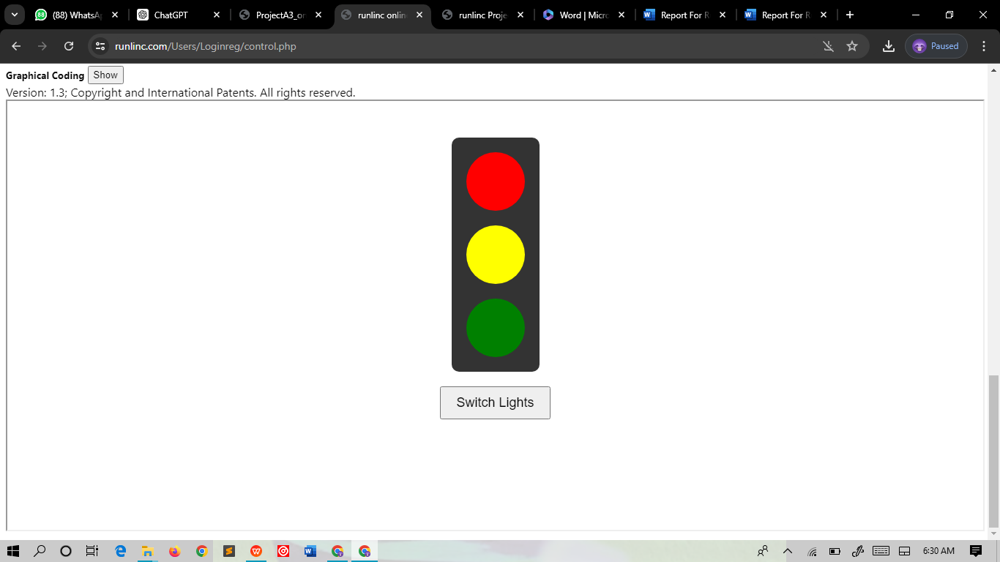 (88) WhatsA
ChatGPT
ProjectA3_or
runlinc onlin
runlinc Proje
Word | Micro
Report For R
Report For R
runlinc.com/Users/Loginreg/control.php
Paused
Graphical Coding Show
Version: 1.3; Copyright and International Patents. All rights reserved.
Switch Lights
6:30 AM